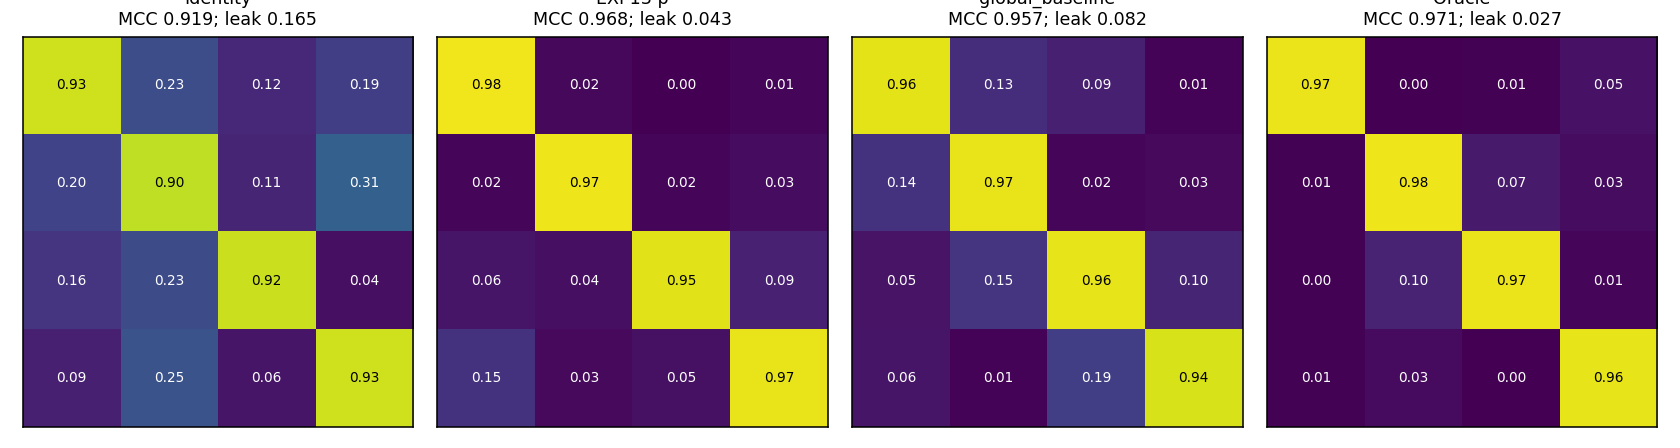 Identity
MCC 0.919; leak 0.165
MCC 0.968; leak 0.043
global_baseline
MCC 0.957; leak 0.082
Oracle
MCC 0.971; leak 0.027
0.93 0.23 0.12 0.19
0.20 0.90 0.11 0.31
0.16 0.23 0.92 0.04
0.09 0.25 0.06 0.93
0.98 0.02 0.00 0.01
0.02 0.97 0.02 0.03
0.06 0.04 0.95 0.09
0.15 0.03 0.05 0.97
0.96 0.13 0.09 0.01
0.14 0.97 0.02 0.03
0.05 0.15 0.96 0.10
0.06 0.01 0.19 0.94
0.97 0.00 0.01 0.05
0.01 0.98 0.07 0.03
0.00 0.10 0.97 0.01
0.01 0.03 0.00 0.96